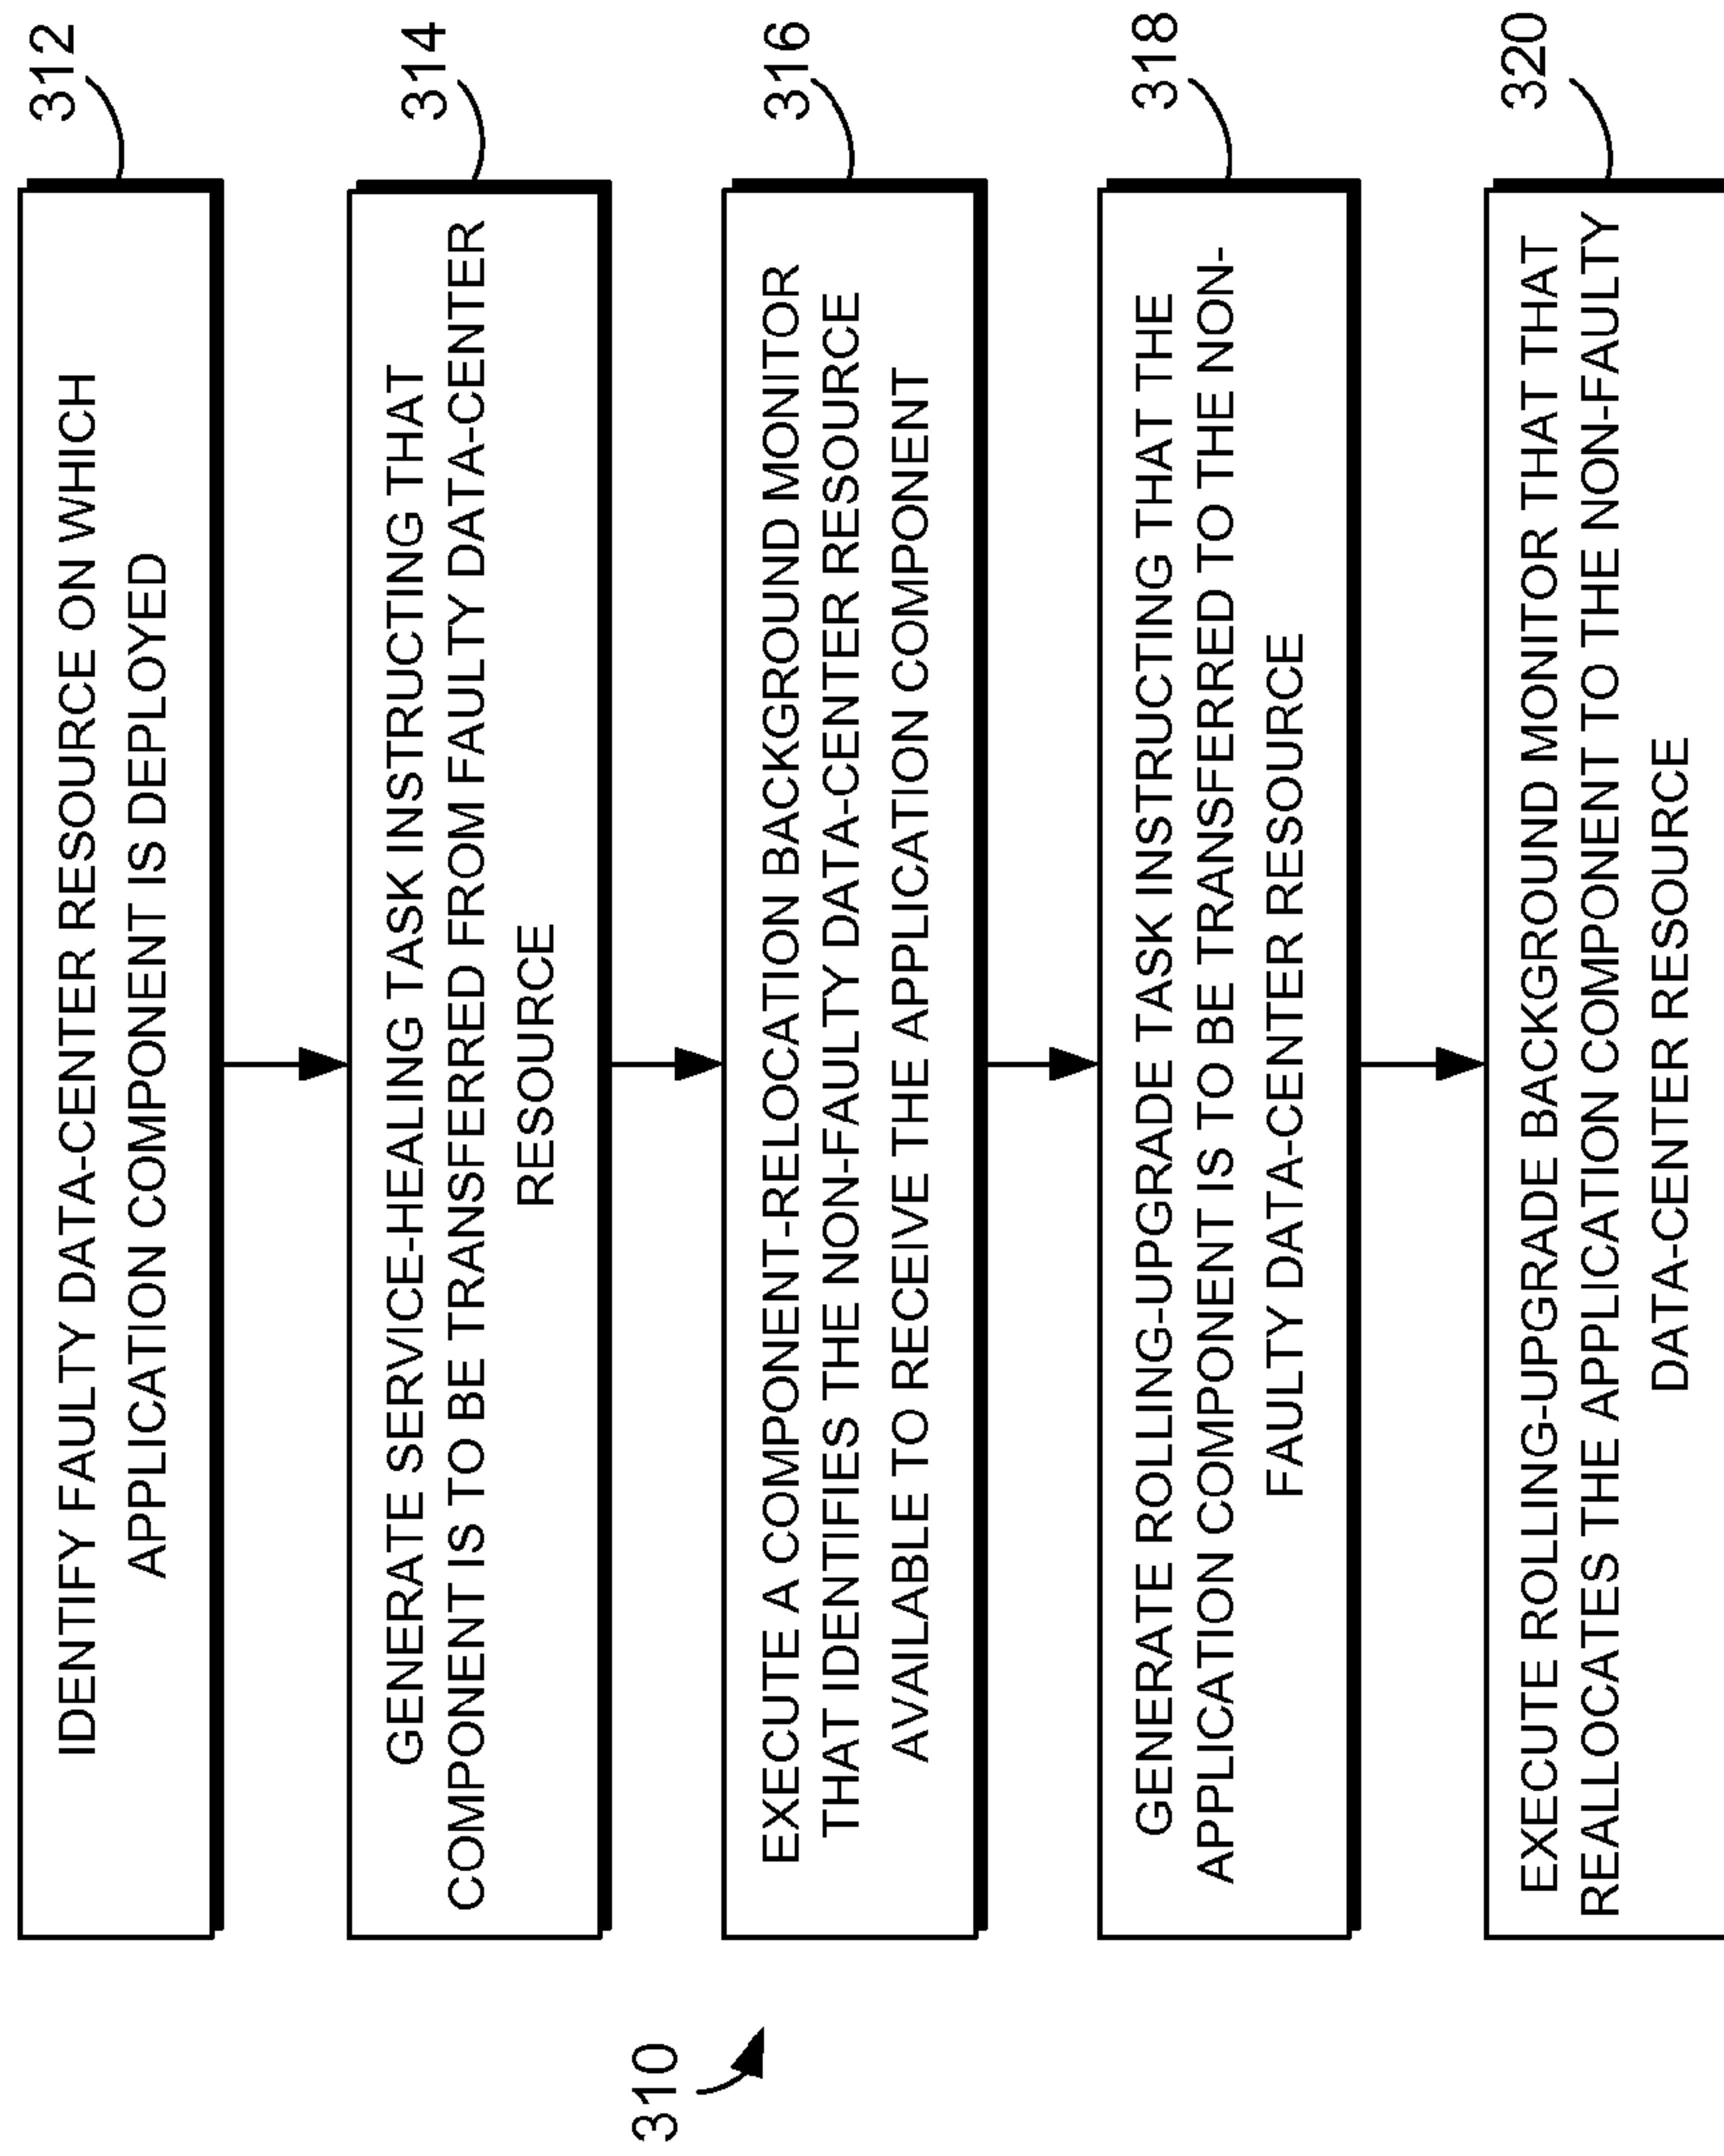 310
312
IDENTIFY FAULTY DATA-CENTER RESOURCE ON WHICH
APPLICATION COMPONENT IS DEPLOYED
314
GENERATE SERVICE-HEALING TASK INSTRUCTING THAT
COMPONENT IS TO BE TRANSFERRED FROM FAULTY DATA-CENTER
RESOURCE
316
EXECUTE A COMPONENT-RELOCATION BACKGROUND MONITOR
THAT IDENTIFIES THE NON-FAULTY DATA-CENTER RESOURCE
AVAILABLE TO RECEIVE THE APPLICATION COMPONENT
318
GENERATE ROLLING-UPGRADE TASK INSTRUCTING THAT THE
APPLICATION COMPONENT IS TO BE TRANSFERRED TO THE NON-
FAULTY DATA-CENTER RESOURCE
320
EXECUTE ROLLING-UPGRADE BACKGROUND MONITOR THAT THAT
REALLOCATES THE APPLICATION COMPONENT TO THE NON-FAULTY
DATA-CENTER RESOURCE